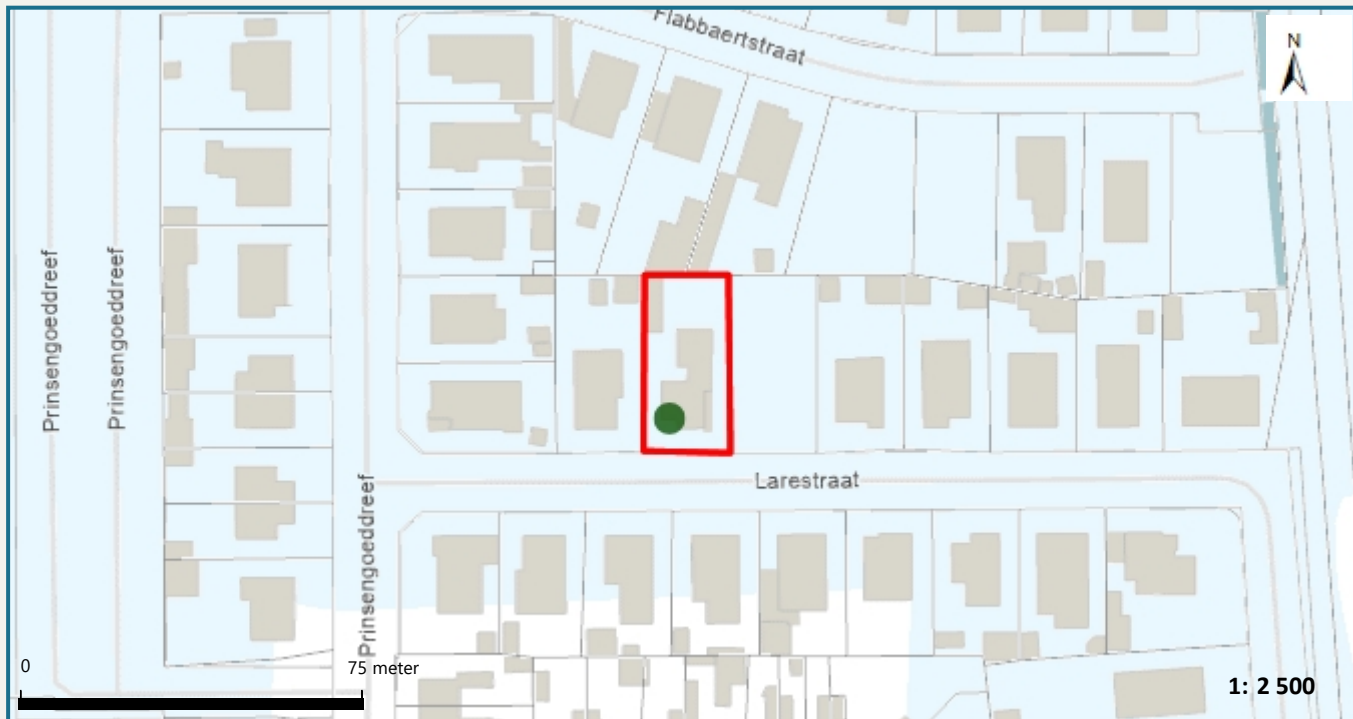 Flabbaertstraat
N
Prinsengoeddreef
Prinsengoeddreef
Larestraat
Prinsengoeddreef
0
75 meter
1: 2 500